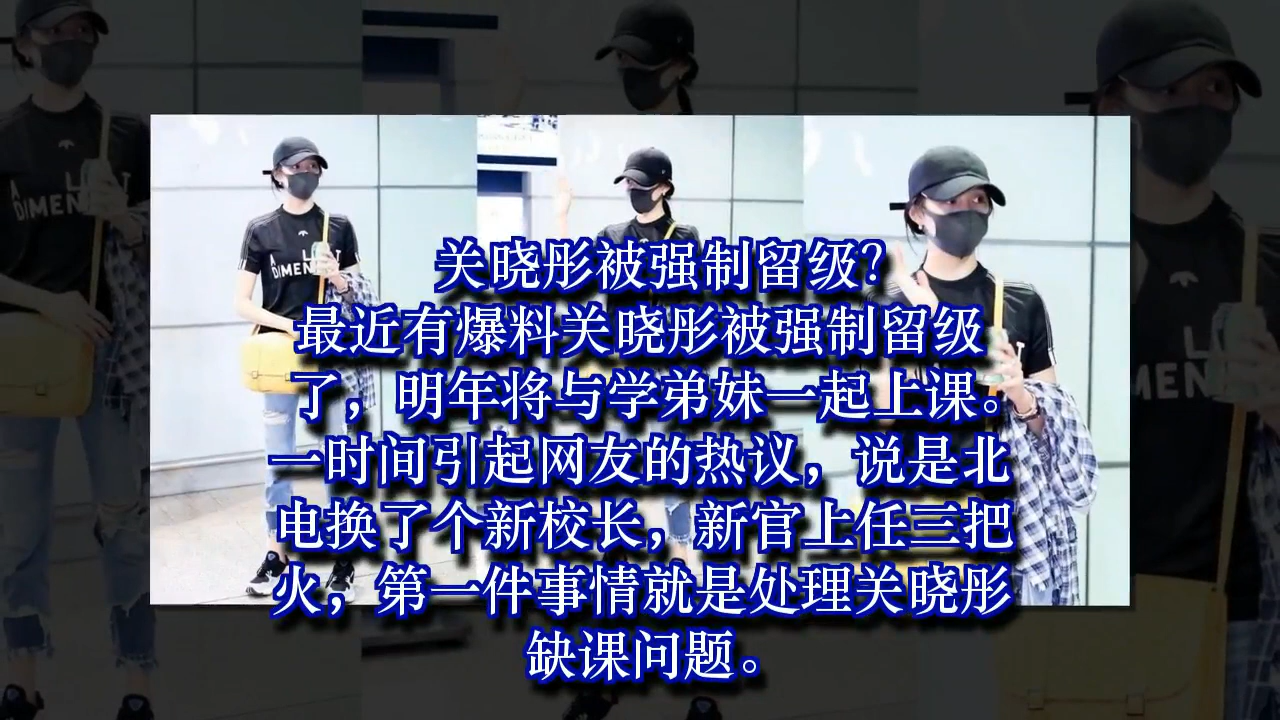 关晓彤被强制留级?
最近有爆料关晓彤被强制留级
了，明年将与学弟妹一起上课。
一时间引起网友的热议，说是北
电换了个新校长，新官上任三把
火，第一件事情就是处理关晓彤
缺课问题。